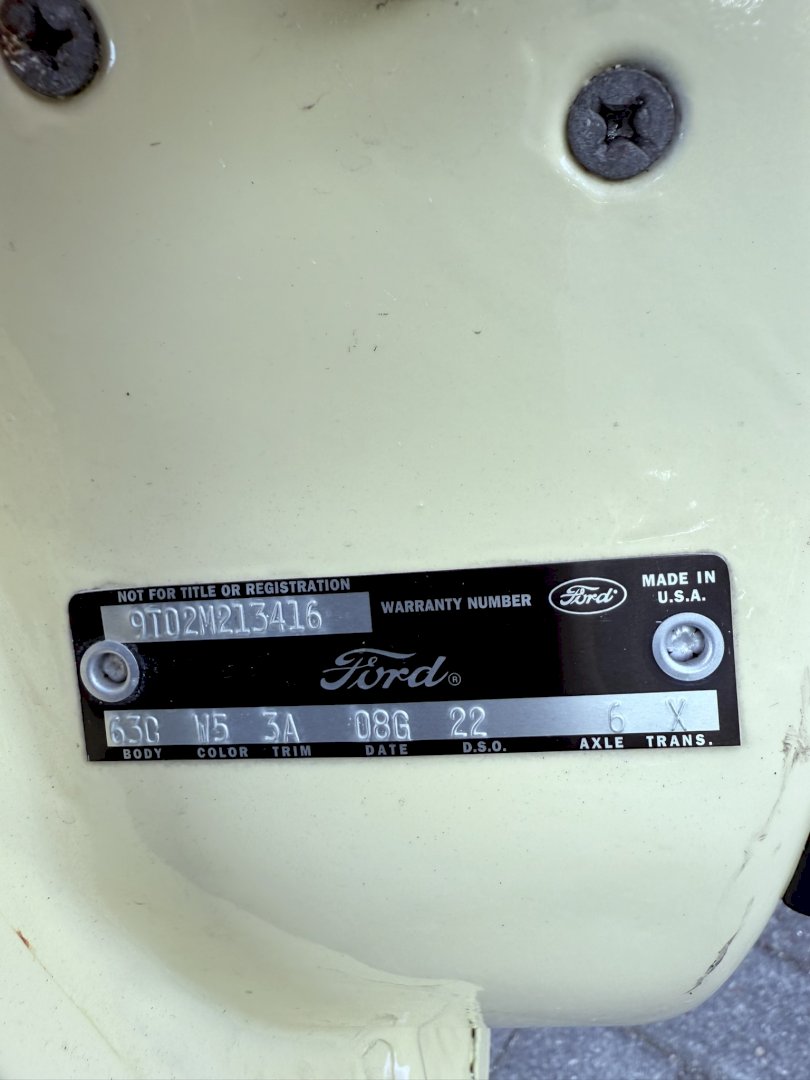 NOT FOR TITLE OR REGISTRATION
9T02M213416
WARRANTY NUMBER
Ford
MADE IN
U.S.A.
Ford®
63C W5 3A 08G 22 6 X
BODY COLOR TRIM DATE D.S.O. AXLE TRANS.